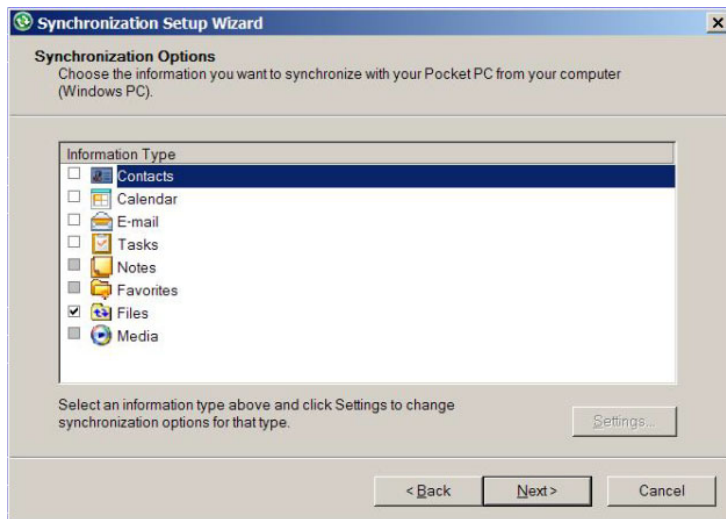 Synchronization Setup Wizard
Synchronization Options
Choose the information you want to synchronize with your Pocket PC from your computer
(Windows PC).
Information Type
Contacts
Calendar
E-mail
Tasks
Notes
Favorites
Files
Media
Select an information type above and click Settings to change
synchronization options for that type.
Settings...
< Back
Next >
Cancel